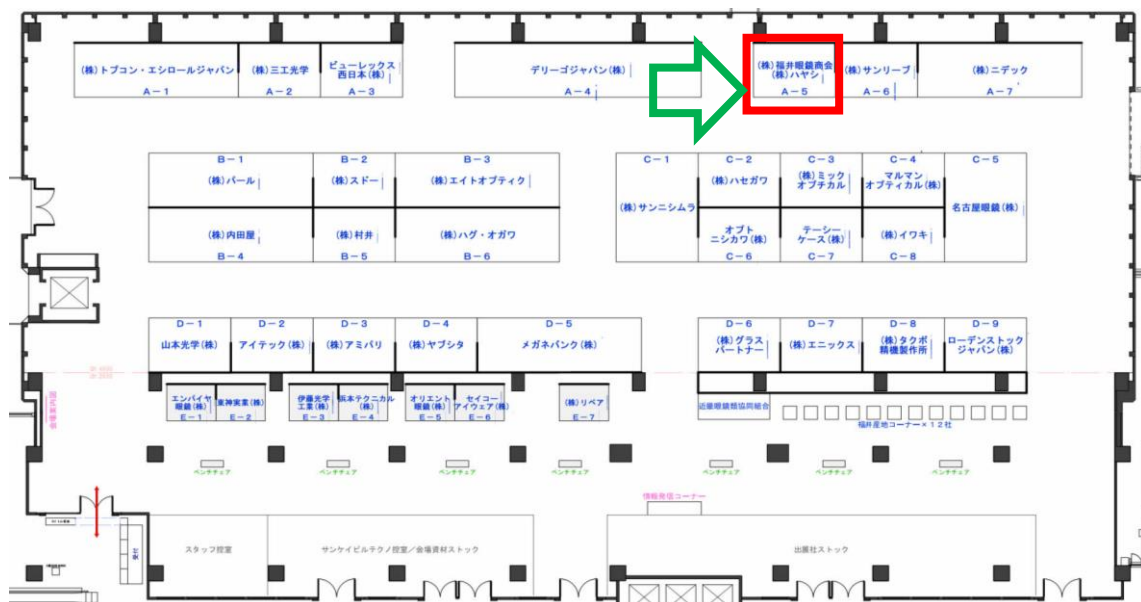 (株)トプコン・エシロールジャパン
A-1
(株)三工光学
A-2
ビューレックス
西日本(株)
A-3
デリーゴジャパン(株)
A-4
(株)福井眼鏡商会
(株)ハヤシ
A-5
(株)サンリーブ
A-6
(株)ニデック
A-7
B-1
(株)パール
B-2
(株)スドー
B-3
(株)エイトオプティク
C-1
(株)サンニシムラ
C-2
(株)ハセガワ
C-3
(株)ミック
オプチカル
C-4
マルマン
オプティカル(株)
C-5
名古屋眼鏡(株)
(株)内田屋
B-4
(株)村井
B-5
(株)ハグ・オガワ
B-6
オプト
ニシカワ(株)
C-6
テーシー
ケース(株)
C-7
(株)イワキ
C-8
D-1
山本光学(株)
D-2
アイテック(株)
D-3
(株)アミパリ
D-4
(株)ヤブシタ
D-5
メガネバンク(株)
D-6
(株)グラス
パートナー
D-7
(株)エニックス
D-8
(株)タクボ
精機製作所
D-9
ローデンストック
ジャパン(株)
会場案内図
エンパイヤ
眼鏡(株)
E-1
東神実業(株)
E-2
伊藤光学
工業(株)
E-3
浜本テクニカル
(株)
E-4
オリエント
眼鏡(株)
E-5
セイコー
アイウェア(株)
E-6
(株)リペア
E-7
近畿眼鏡類協同組合
福井産地コーナー×12社
ベンチチェア
ベンチチェア
ベンチチェア
ベンチチェア
ベンチチェア
ベンチチェア
ベンチチェア
情報発信コーナー
受付
スタッフ控室
サンケイビルテクノ控室/会場資材ストック
出展社ストック